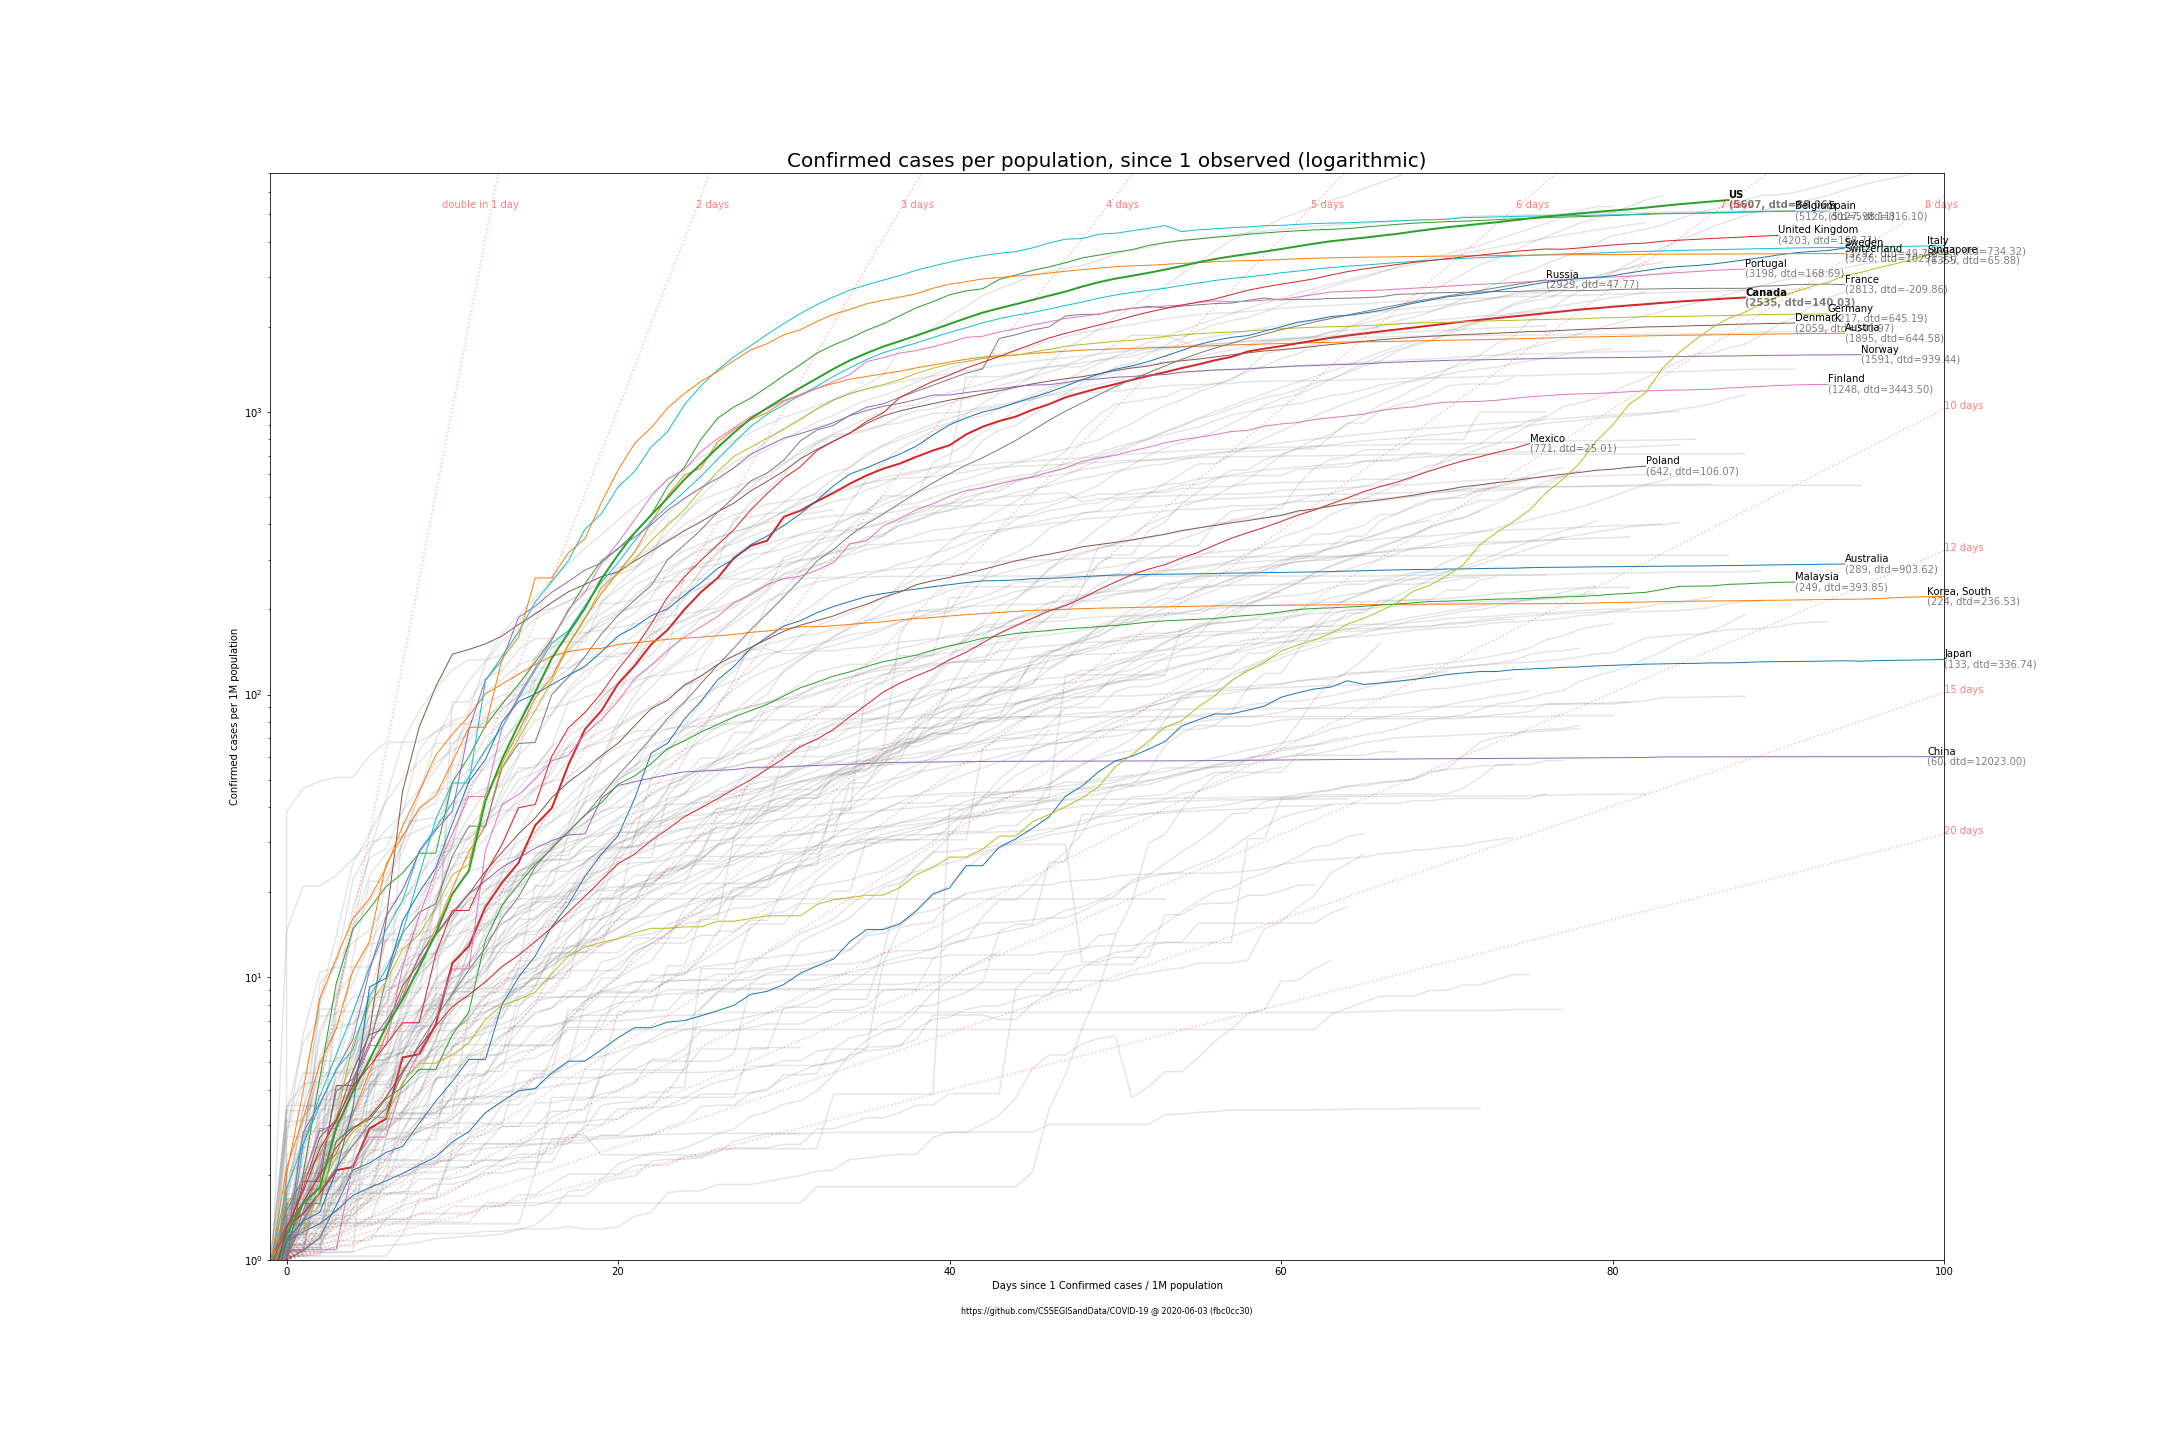 Confirmed cases per population, since 1 observed (logarithmic)
double in 1 day
2 days
3 days
4 days
5 days
6 days
8 days
US
Spain
United Kingdom
Sweden
Switzerland
Italy
Singapore
Portugal
(3198, dtd=168.69)
Russia
(2929, dtd=47.77)
France
(2813, dtd=-209.86)
Canada
(2535, dtd=140.03)
Germany
Denmark
Austria
(1895, dtd=644.58)
Norway
(1591, dtd=939.44)
Finland
(1248, dtd=3443.50)
10 days
Mexico
(771, dtd=25.01)
Poland
(642, dtd=106.07)
12 days
Australia
(289, dtd=903.62)
Malaysia
(249, dtd=393.85)
Korea, South
(224, dtd=236.53)
Japan
(133, dtd=336.74)
15 days
China
(60, dtd=12023.00)
20 days
Confirmed cases per 1M population
10³
10²
10¹
10⁰
0 20 40 60 80 100
Days since 1 Confirmed cases / 1M population
https://github.com/CSSEGISandData/COVID-19 @ 2020-06-03 (fbc0cc30)